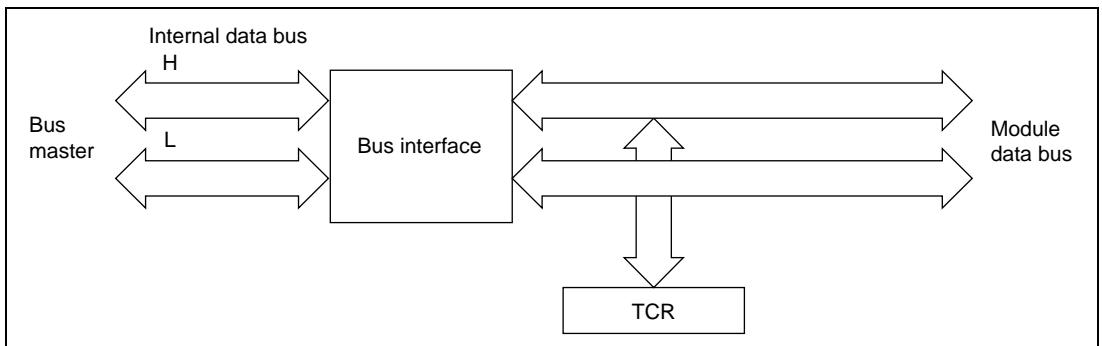 Internal data bus
H
Bus
master
L
Bus interface
Module
data bus
TCR